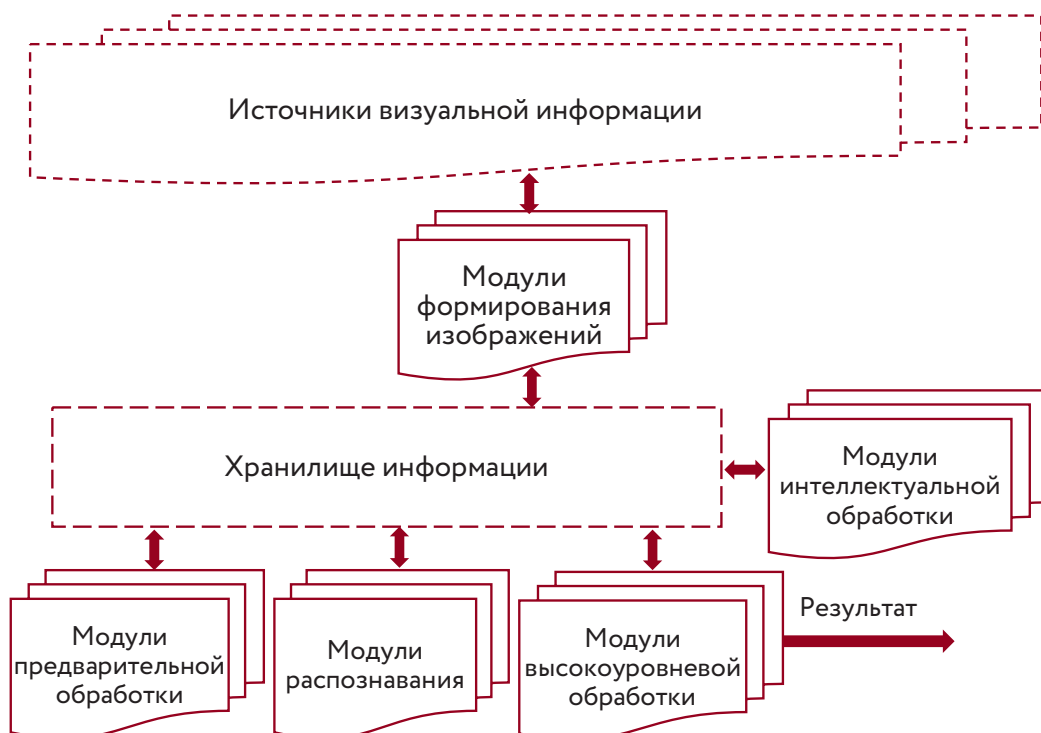 Источники визуальной информации
Модули
формирования
изображений
Хранилище информации
Модули
интеллектуальной
обработки
Модули
предварительной
обработки
Модули
распознавания
Модули
высокоуровневой
обработки
Результат